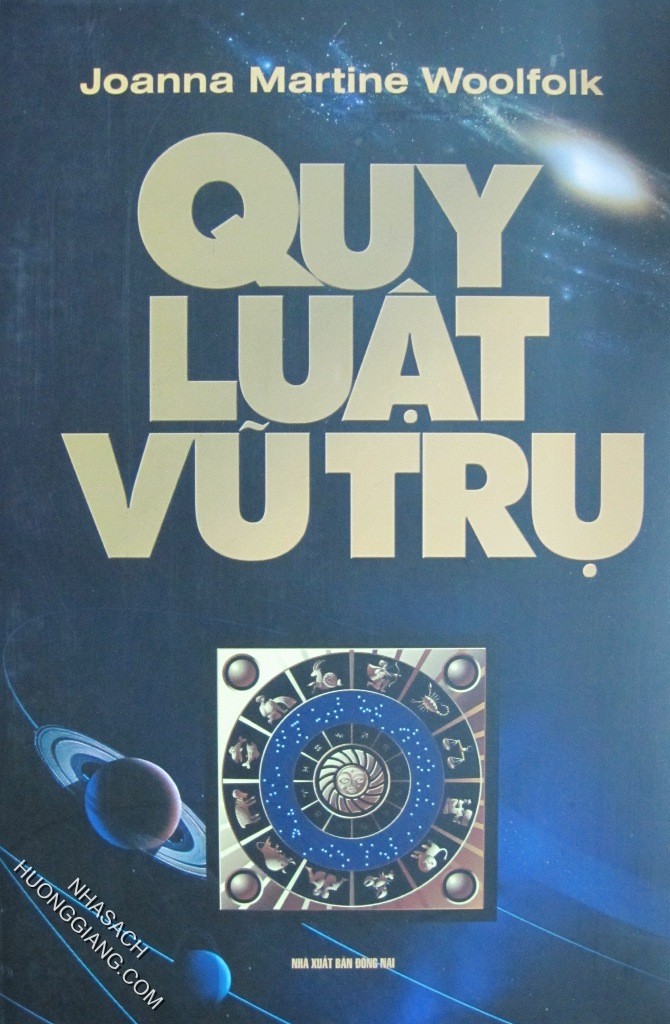 Joanna Martine Woolfolk
QUY
LUẬT
VŨ TRỤ
NHÀ XUẤT BẢN ĐỒNG NAI
NHASACH
HUONGGIANG.COM